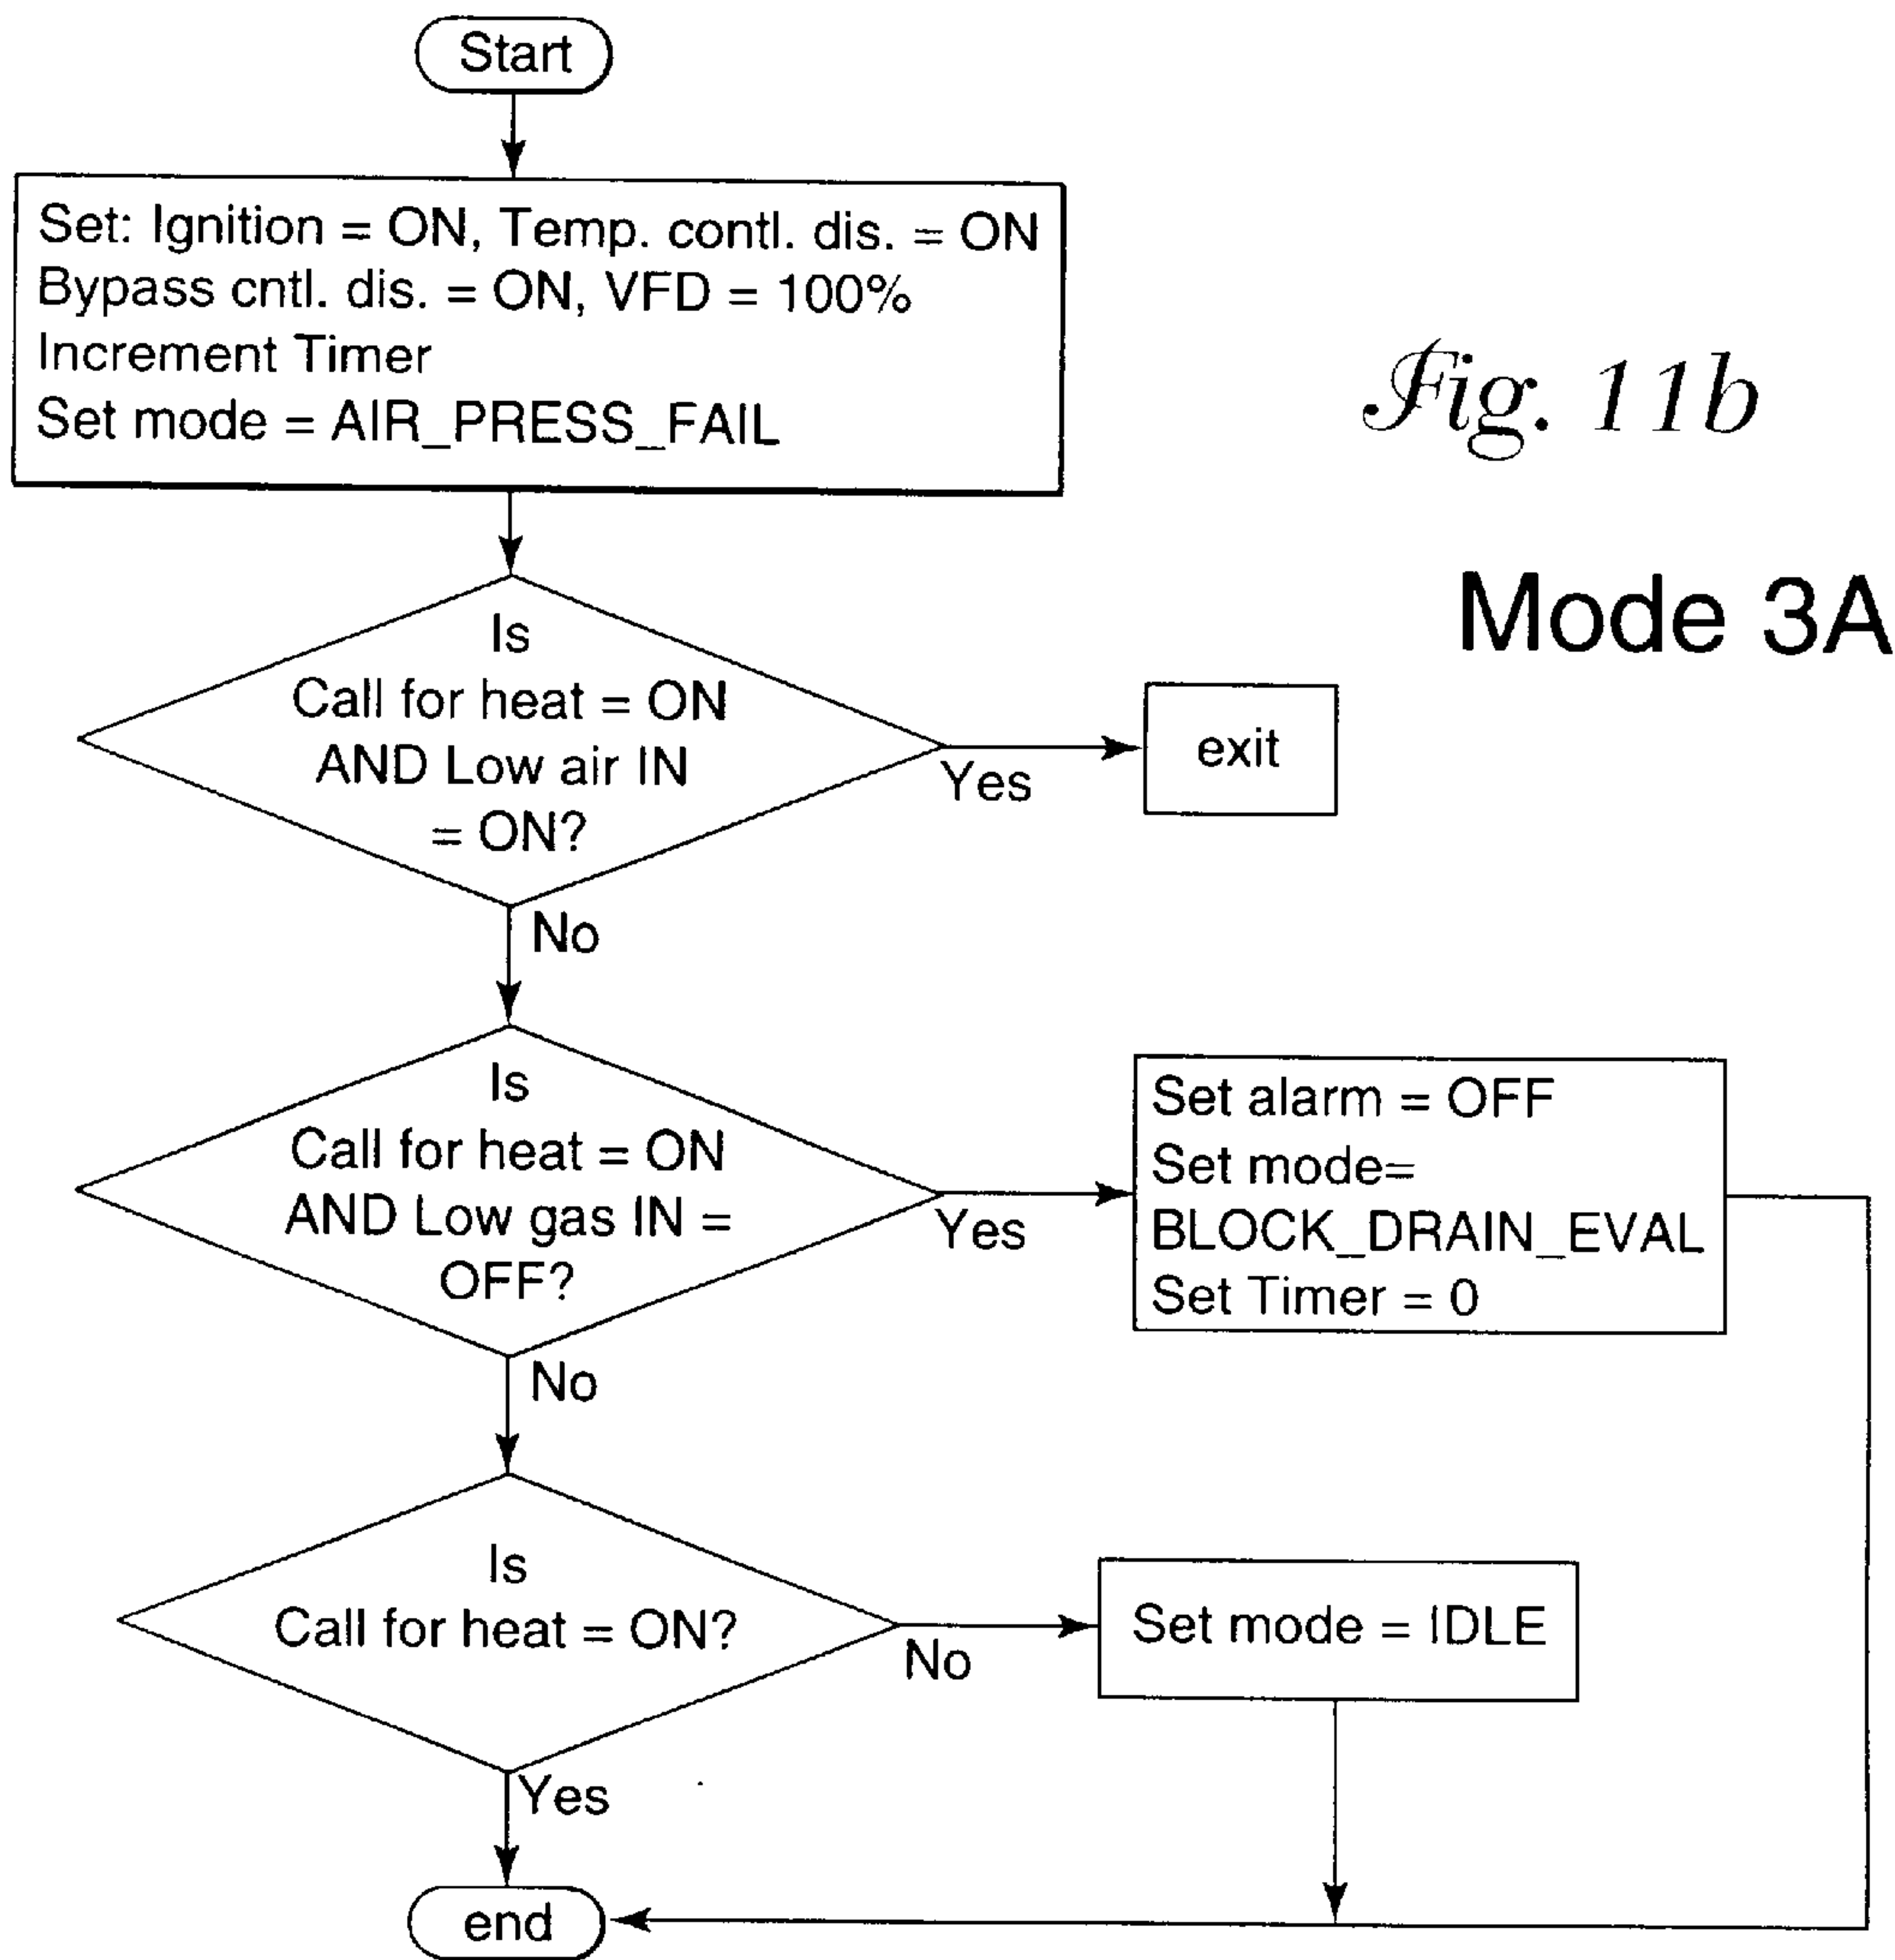 Start
Set: Ignition = ON, Temp. contl. dis. = ON
Bypass cntl. dis. = ON, VFD = 100%
Increment Timer
Set mode = AIR_PRESS_FAIL
Fig. 11b
Mode 3A
Is
Call for heat = ON
AND Low air IN
= ON?
Yes
exit
No
Is
Call for heat = ON
AND Low gas IN =
OFF?
Yes
Set alarm = OFF
Set mode=
BLOCK_DRAIN_EVAL
Set Timer = 0
No
Is
Call for heat = ON?
No
Set mode = IDLE
Yes
end